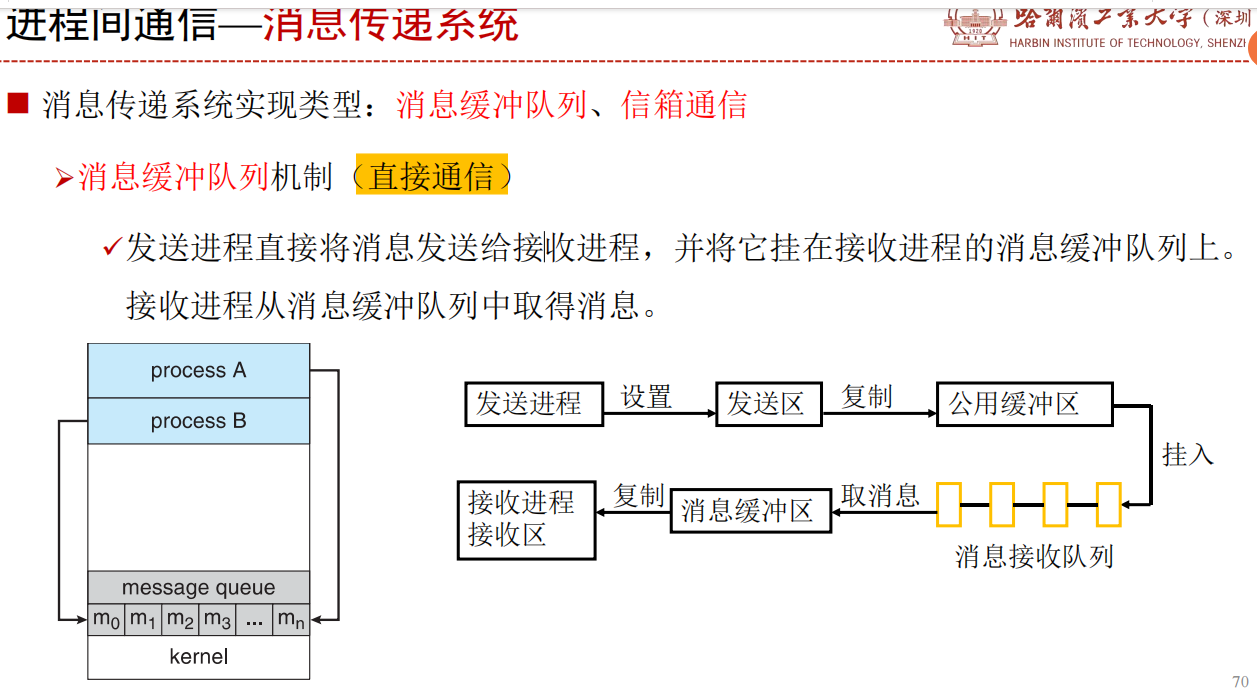 进程间通信—消息传递系统
哈爾濱工業大学（深圳
HARBIN INSTITUTE OF TECHNOLOGY, SHENZH
1920
HIT
消息传递系统实现类型：消息缓冲队列、信箱通信
消息缓冲队列机制（直接通信）
发送进程直接将消息发送给接收进程，并将它挂在接收进程的消息缓冲队列上。
接收进程从消息缓冲队列中取得消息。
process A
process B
message queue
m0 m1 m2 m3 ... mn
kernel
发送进程
设置
发送区
复制
公用缓冲区
挂入
接收进程
接收区
复制
消息缓冲区
取消息
消息接收队列
70